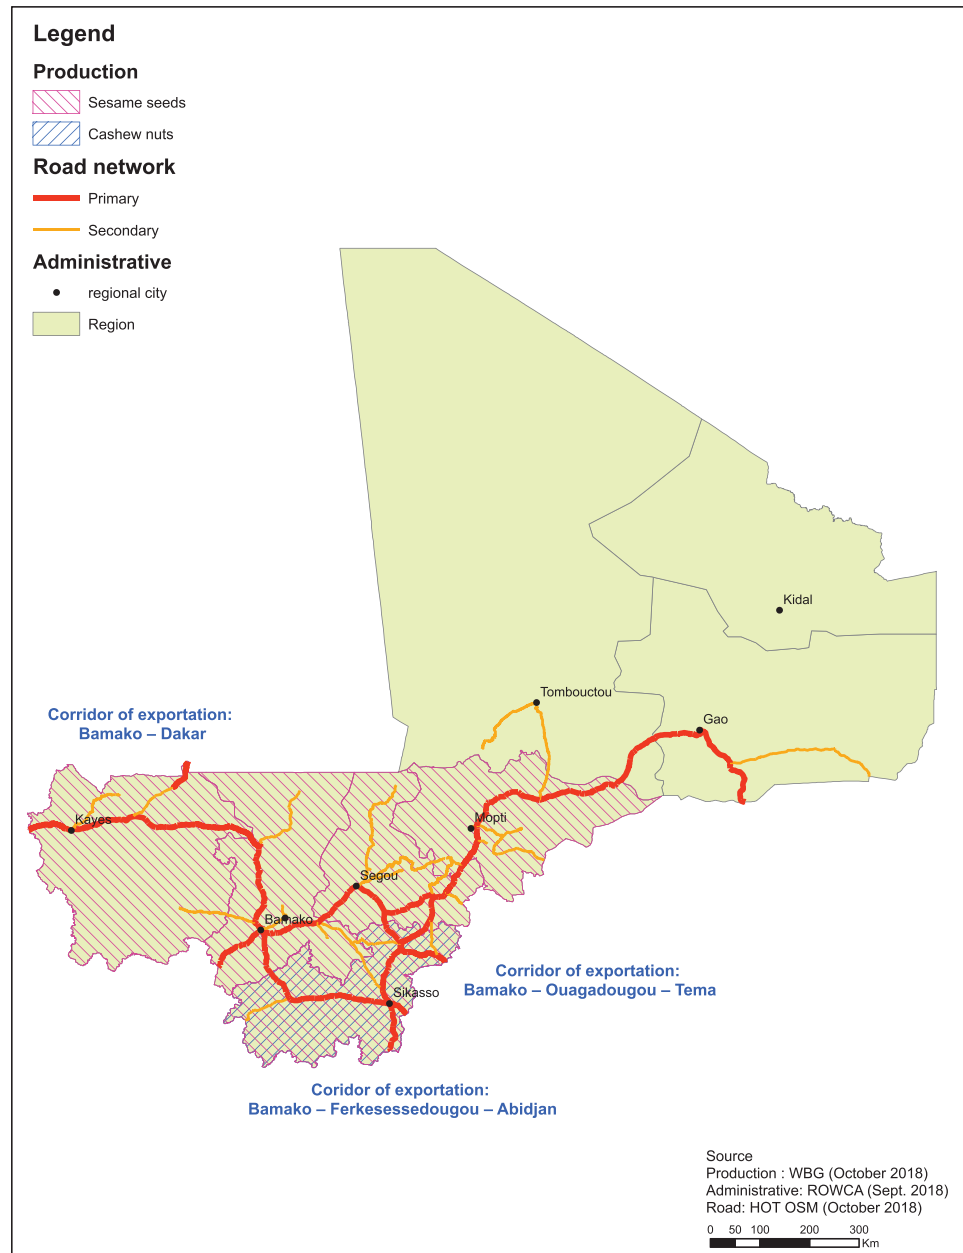 Legend
Production
Sesame seeds
Cashew nuts
Road network
Primary
Secondary
Administrative
regional city
Region
Kidal
Tombouctou
Gao
Corridor of exportation:
Bamako – Dakar
Kayes
Mopti
Segou
Bamako
Sikasso
Corridor of exportation:
Bamako – Ouagadougou – Tema
Coridor of exportation:
Bamako – Ferkesessedougou – Abidjan
Source
Production : WBG (October 2018)
Administrative: ROWCA (Sept. 2018)
Road: HOT OSM (October 2018)
0 50 100 200 300
Km